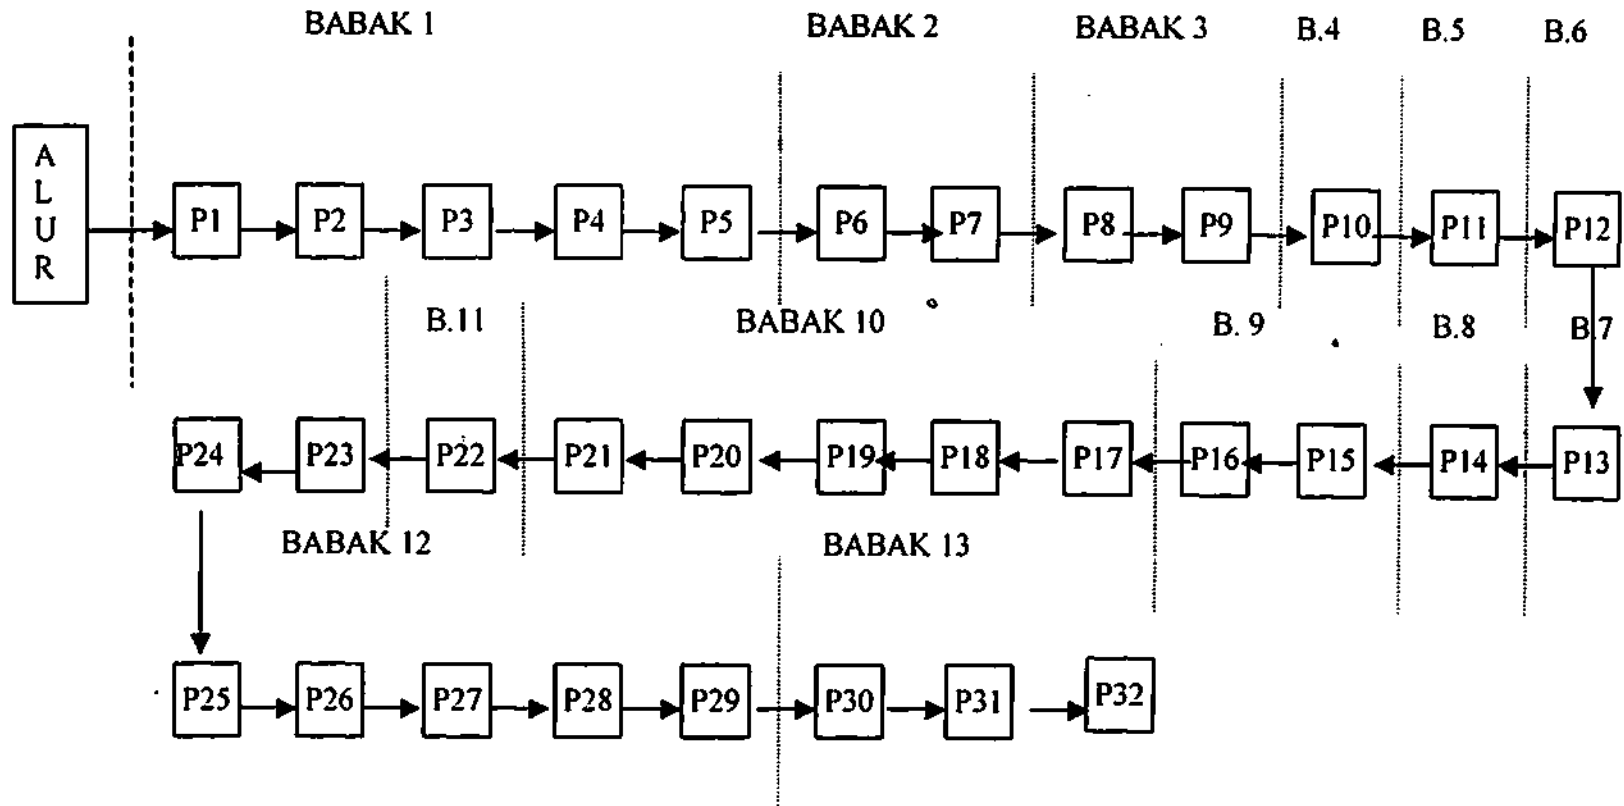 BABAK 1 BABAK 2 BABAK 3 B.4 B.5 B.6
A
L
U
R
P1 P2 P3 P4 P5 P6 P7 P8 P9 P10 P11 P12
B.11 BABAK 10 B. 9 B.8 B.7
P24 P23 P22 P21 P20 P19 P18 P17 P16 P15 P14 P13
BABAK 12 BABAK 13
P25 P26 P27 P28 P29 P30 P31 P32